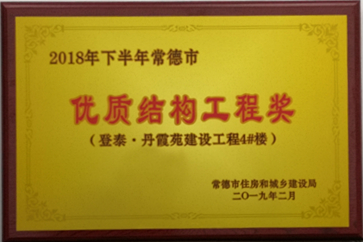 2018年下半年常德市
优质结构工程奖
（登泰·丹霞苑建设工程4#楼）
常德市住房和城乡建设局
二〇一九年二月